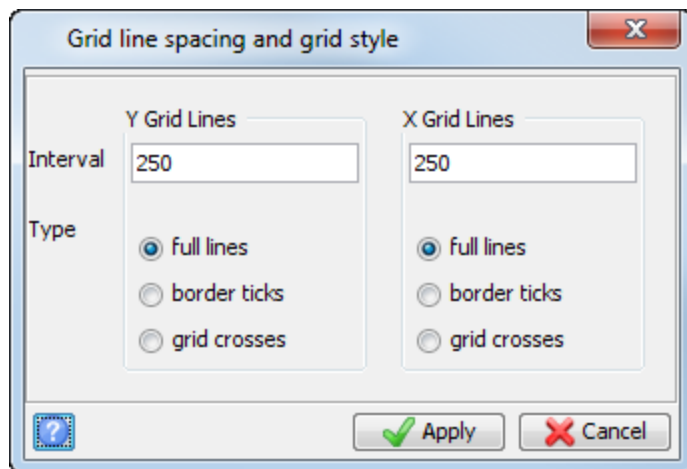 Grid line spacing and grid style
Y Grid Lines
X Grid Lines
Interval
250
250
Type
full lines
full lines
border ticks
border ticks
grid crosses
grid crosses
?
Apply
Cancel